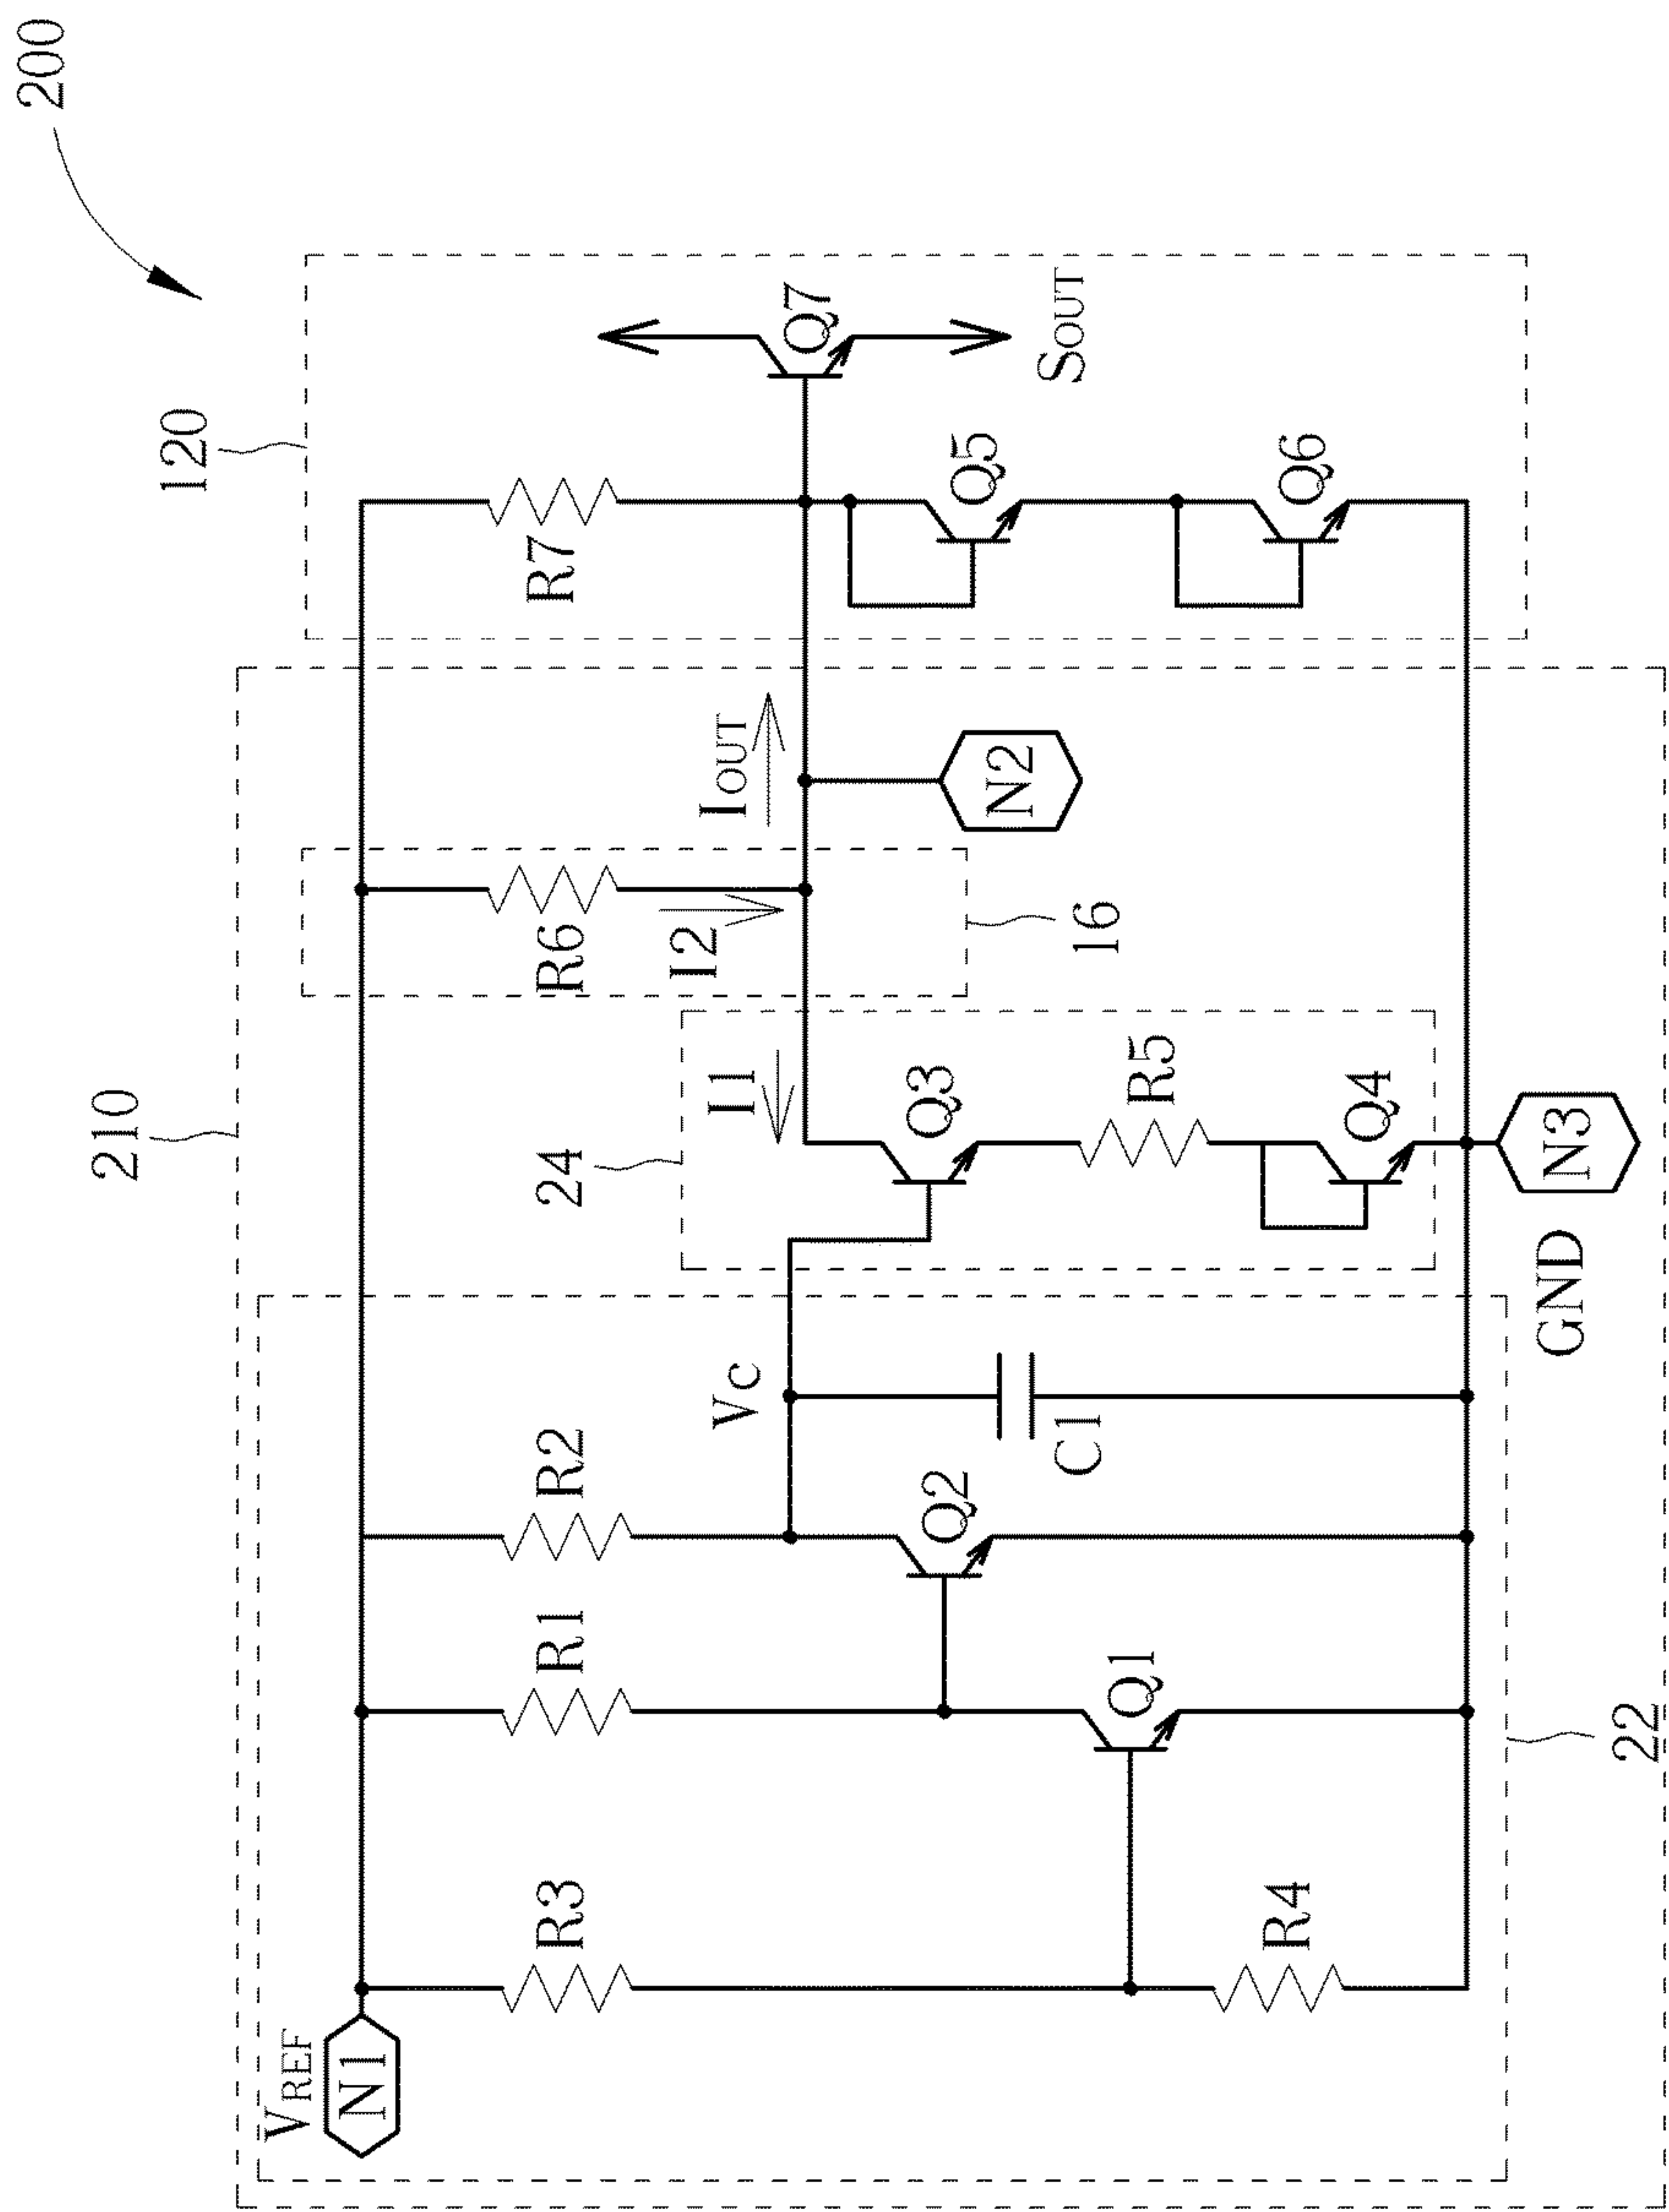 200
210
120
VREF
N1
R3
R1
R2
R6
R7
I2
IOUT
I1
24
Vc
Q7
SOUT
Q5
Q6
N2
16
Q3
R5
Q4
Q2
C1
Q1
R4
N3
GND
22